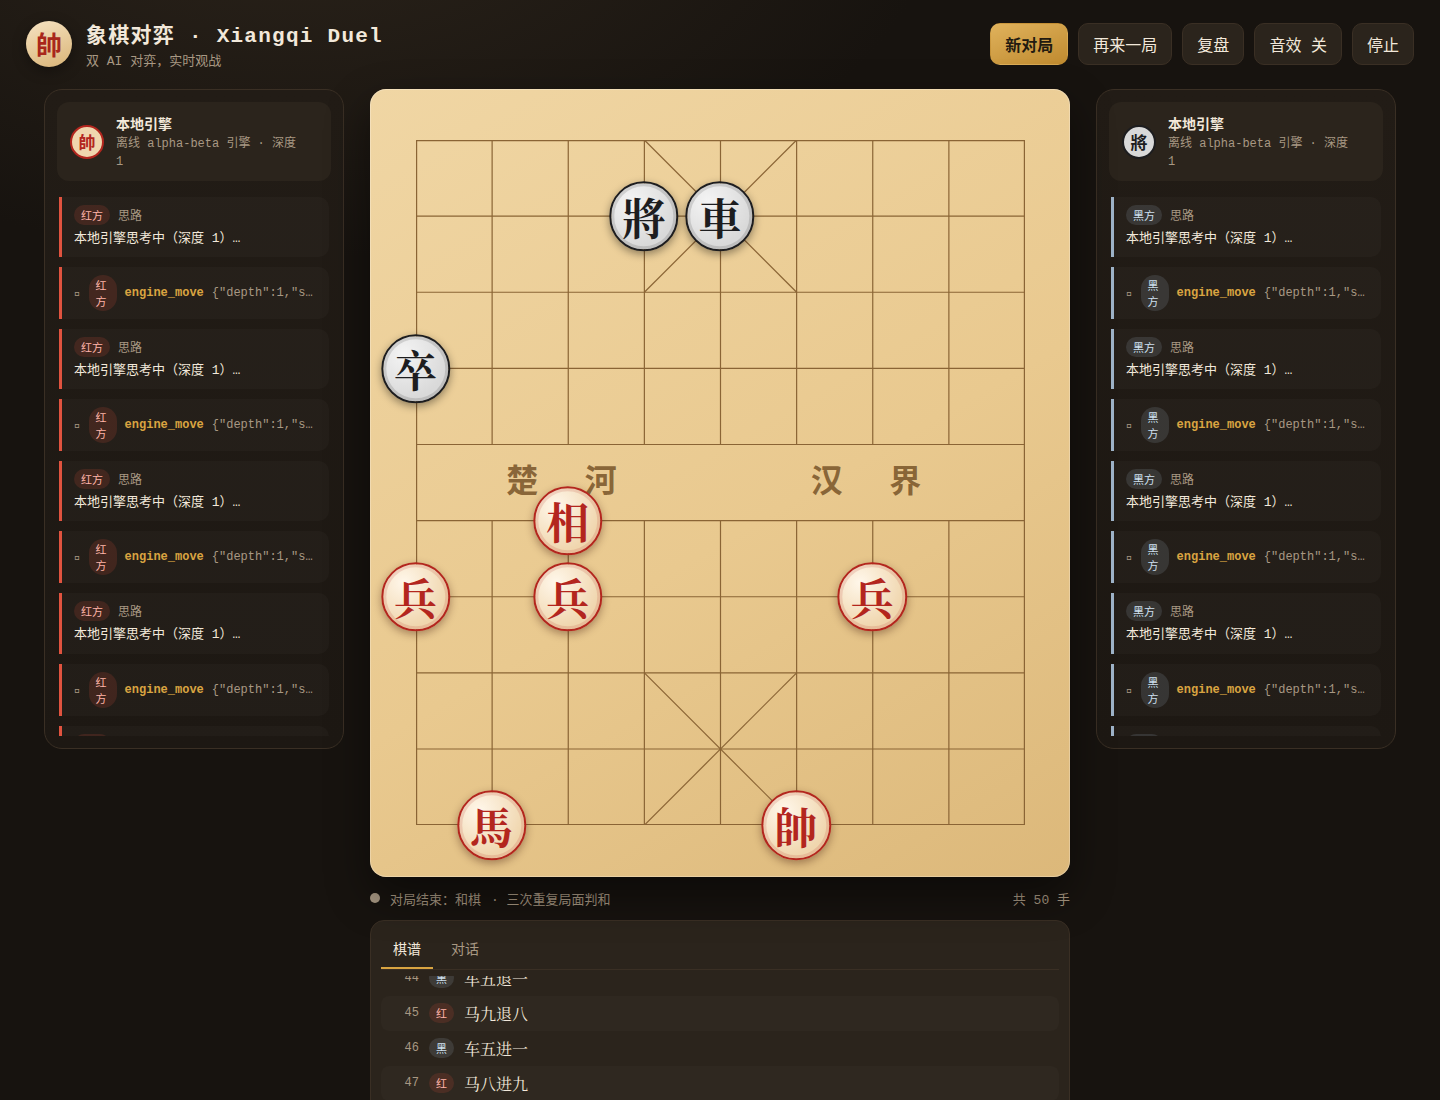 帥 象棋对弈 · Xiangqi Duel
双 AI 对弈，实时观战
新对局 再来一局 复盘 音效 关 停止
帥 本地引擎
离线 alpha-beta 引擎 · 深度
1
红方 思路
本地引擎思考中（深度 1）…
红方 engine_move {"depth":1,"s…
红方 思路
本地引擎思考中（深度 1）…
红方 engine_move {"depth":1,"s…
红方 思路
本地引擎思考中（深度 1）…
红方 engine_move {"depth":1,"s…
红方 思路
本地引擎思考中（深度 1）…
红方 engine_move {"depth":1,"s…
將 車
卒
楚 河 汉 界
相
兵 兵 兵
馬 帥
將 本地引擎
离线 alpha-beta 引擎 · 深度
1
黑方 思路
本地引擎思考中（深度 1）…
黑方 engine_move {"depth":1,"s…
黑方 思路
本地引擎思考中（深度 1）…
黑方 engine_move {"depth":1,"s…
黑方 思路
本地引擎思考中（深度 1）…
黑方 engine_move {"depth":1,"s…
黑方 思路
本地引擎思考中（深度 1）…
黑方 engine_move {"depth":1,"s…
对局结束：和棋 · 三次重复局面判和 共 50 手
棋谱 对话
44 黑 车五退一
45 红 马九退八
46 黑 车五进一
47 红 马八进九